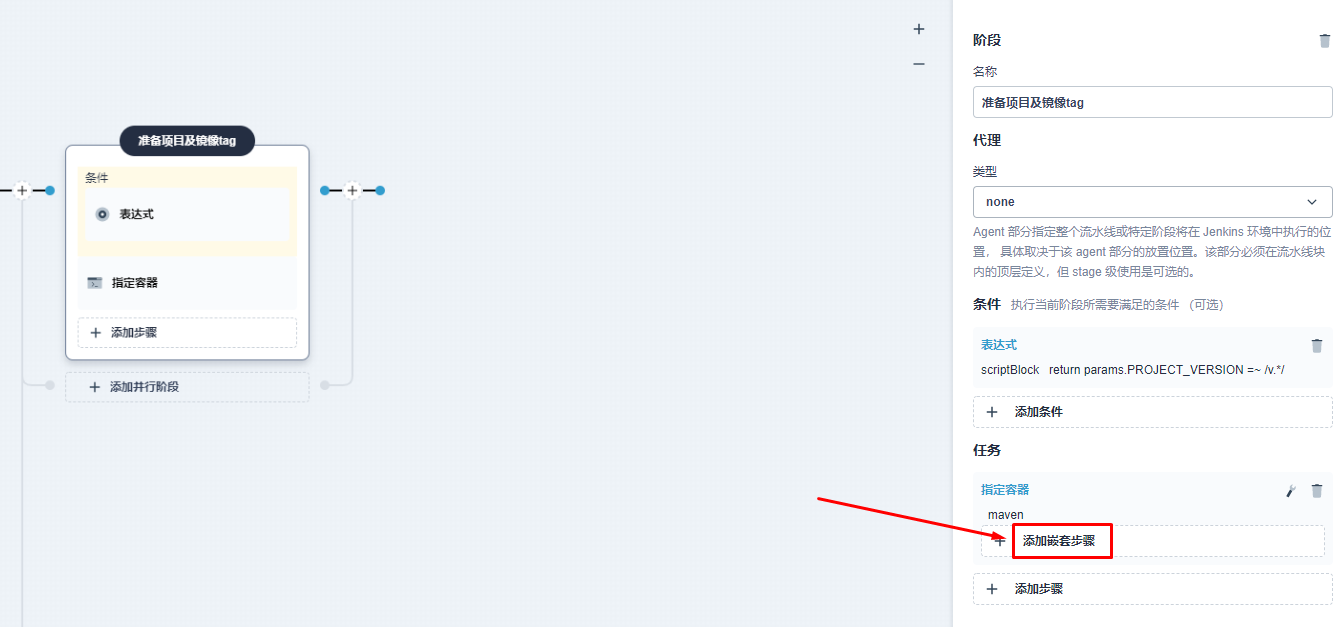 准备项目及镜像tag
条件
表达式
指定容器
添加步骤
添加并行阶段
阶段
名称
准备项目及镜像tag
代理
类型
none
Agent 部分指定整个流水线或特定阶段将在 Jenkins 环境中执行的位
置， 具体取决于该 agent 部分的放置位置。该部分必须在流水线块
内的顶层定义，但 stage 级使用是可选的。
条件 执行当前阶段所需要满足的条件 （可选）
表达式
scriptBlock return params.PROJECT_VERSION =~ /v.*/
添加条件
任务
指定容器
maven
添加嵌套步骤
添加步骤